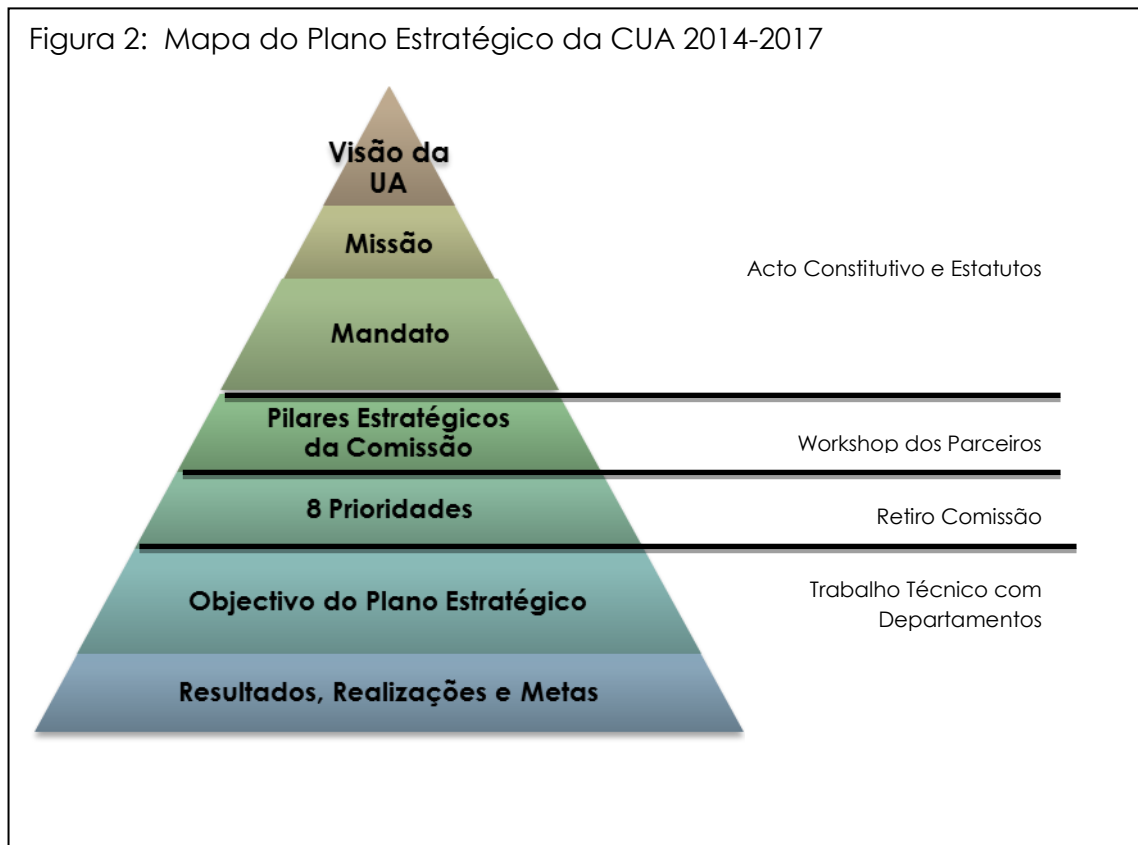 Figura 2: Mapa do Plano Estratégico da CUA 2014-2017
Visão da
UA
Missão
Acto Constitutivo e Estatutos
Mandato
Pilares Estratégicos
da Comissão
Workshop dos Parceiros
8 Prioridades
Retiro Comissão
Objectivo do Plano Estratégico
Trabalho Técnico com
Departamentos
Resultados, Realizações e Metas